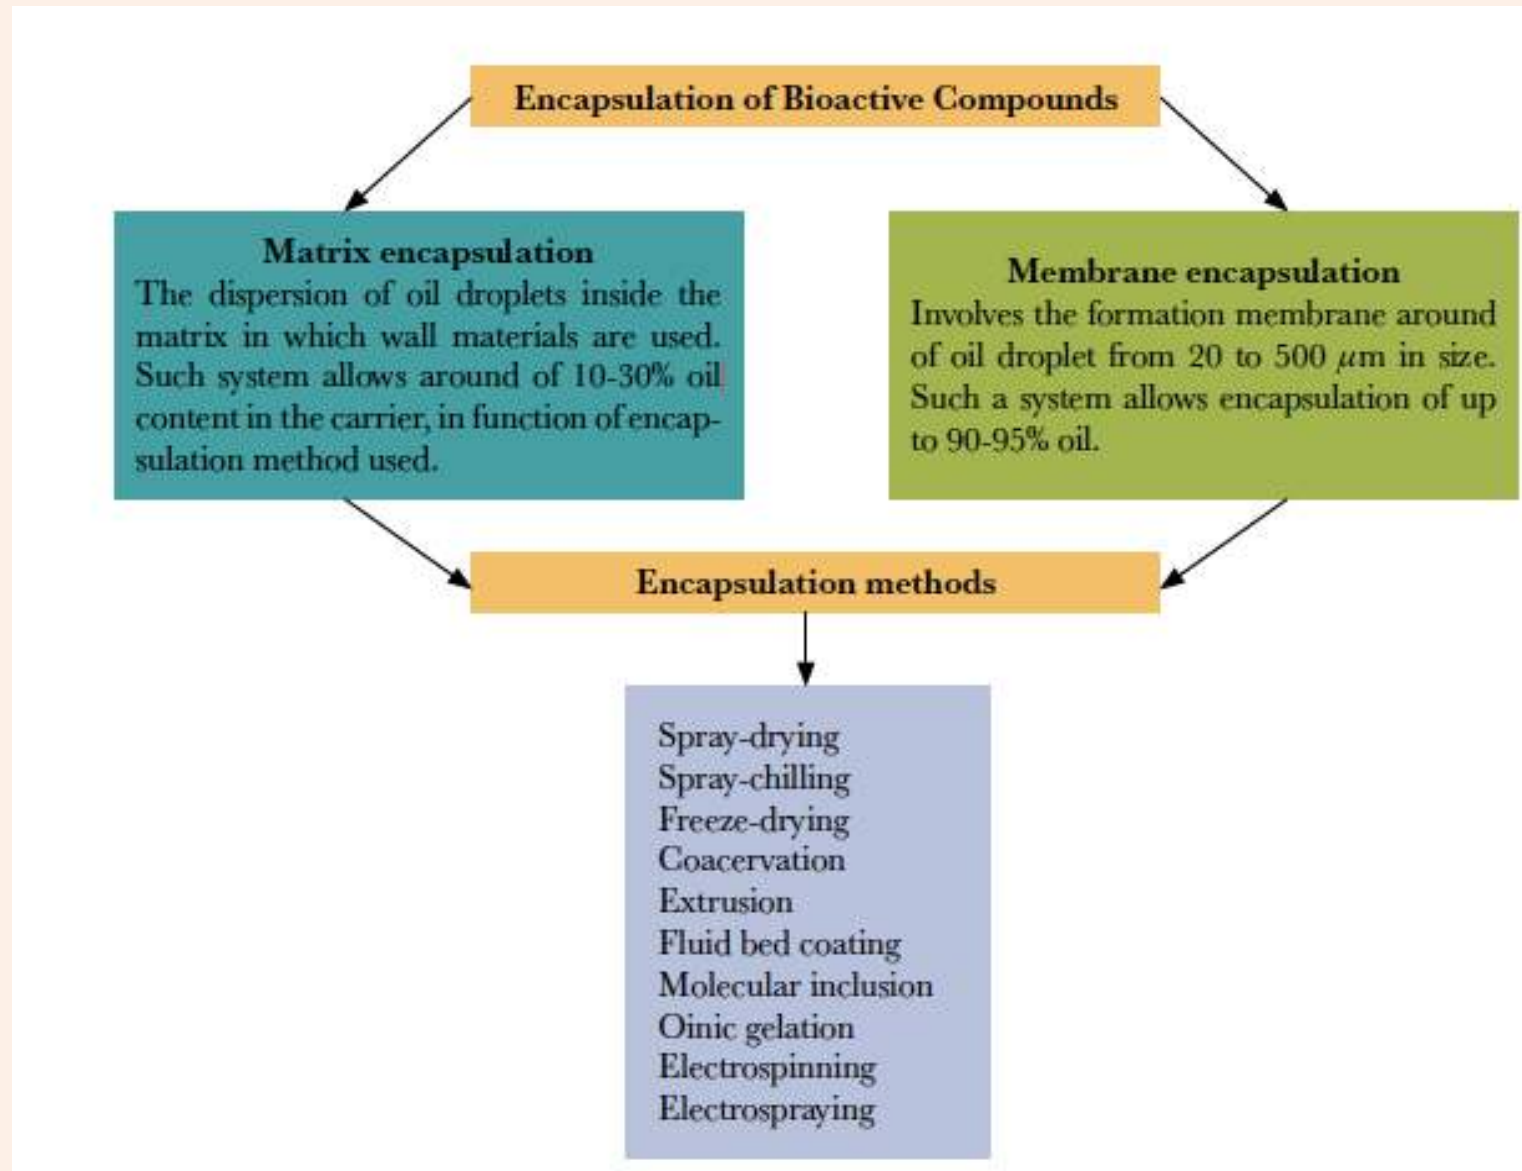 Encapsulation of Bioactive Compounds
Matrix encapsulation
The dispersion of oil droplets inside the
matrix in which wall materials are used.
Such system allows around of 10-30% oil
content in the carrier, in function of encap-
sulation method used.
Membrane encapsulation
Involves the formation membrane around
of oil droplet from 20 to 500 μm in size.
Such a system allows encapsulation of up
to 90-95% oil.
Encapsulation methods
Spray-drying
Spray-chilling
Freeze-drying
Coacervation
Extrusion
Fluid bed coating
Molecular inclusion
Oinic gelation
Electrospinning
Electrospraying